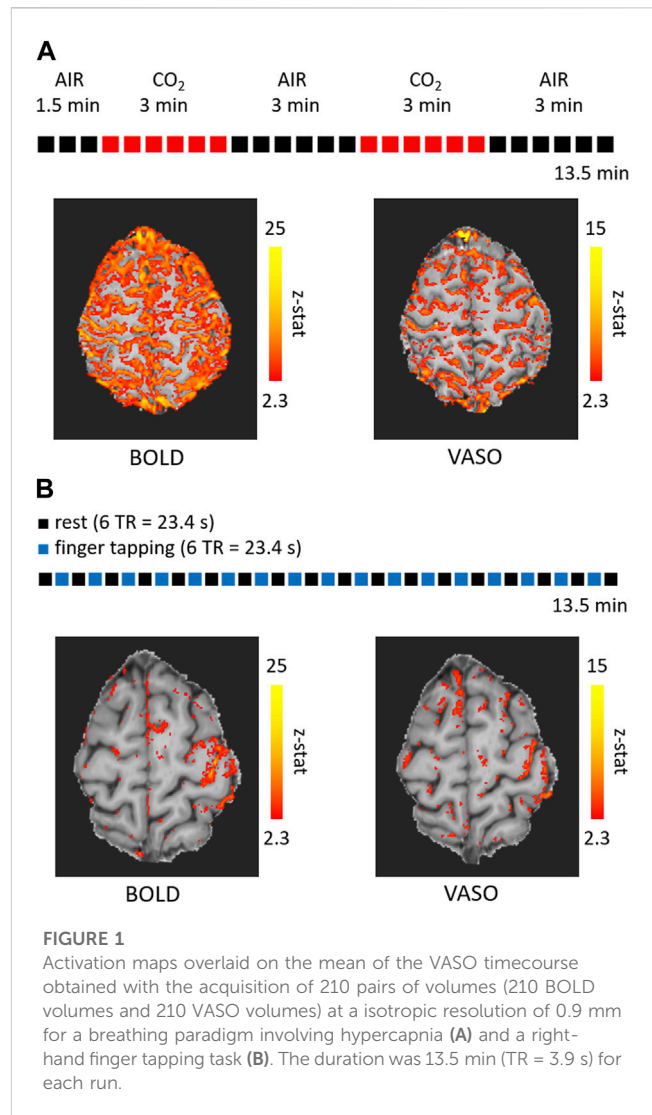 A
AIR CO2 AIR CO2 AIR
1.5 min 3 min 3 min 3 min 3 min
13.5 min
25
z-stat
2.3
BOLD
15
z-stat
2.3
VASO
B
rest (6 TR = 23.4 s)
finger tapping (6 TR = 23.4 s)
13.5 min
25
z-stat
2.3
BOLD
15
z-stat
2.3
VASO
FIGURE 1
Activation maps overlaid on the mean of the VASO timecourse
obtained with the acquisition of 210 pairs of volumes (210 BOLD
volumes and 210 VASO volumes) at a isotropic resolution of 0.9 mm
for a breathing paradigm involving hypercapnia (A) and a right-
hand finger tapping task (B). The duration was 13.5 min (TR = 3.9 s) for
each run.